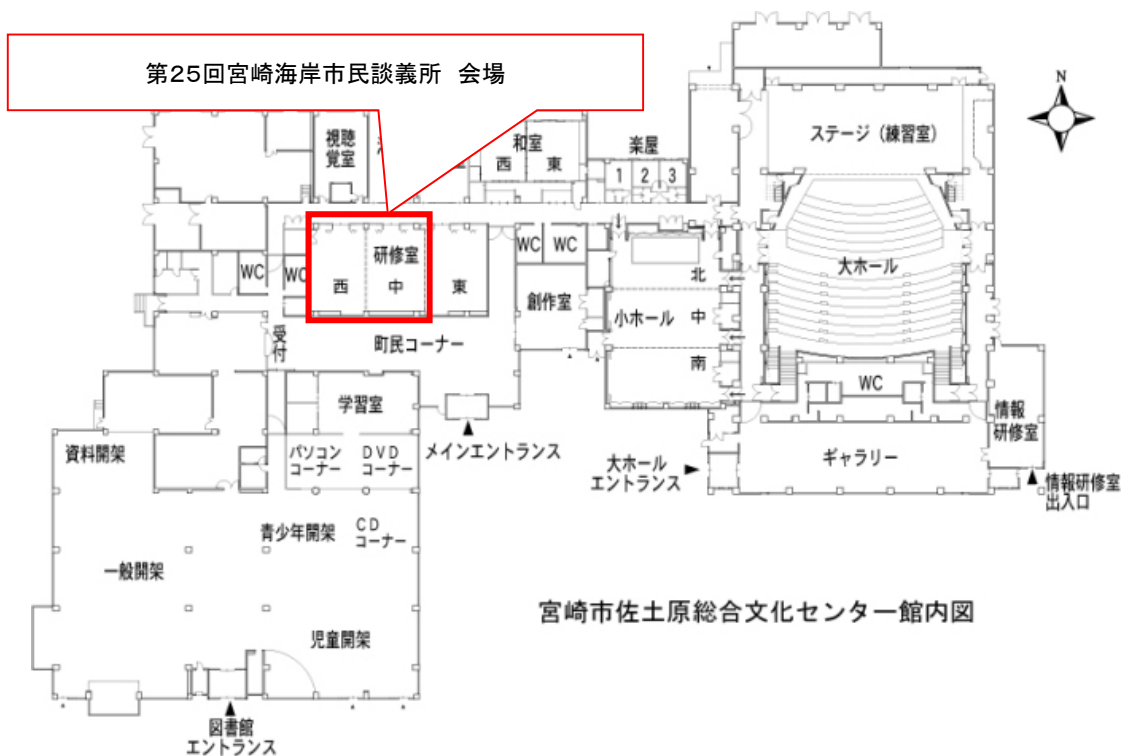 第25回宮崎海岸市民談義所 会場
N
ステージ（練習室）
視聴
覚室
和室
西
東
楽屋
1
2
3
WC
WC
研修室
西
中
東
WC
WC
創作室
北
小ホール
中
南
大ホール
受付
町民コーナー
WC
学習室
情報
研修室
資料開架
パソコン
コーナー
DVD
コーナー
メインエントランス
大ホール
エントランス
ギャラリー
情報研修室
出入口
青少年開架
CD
コーナー
一般開架
宮崎市佐土原総合文化センター館内図
児童開架
図書館
エントランス